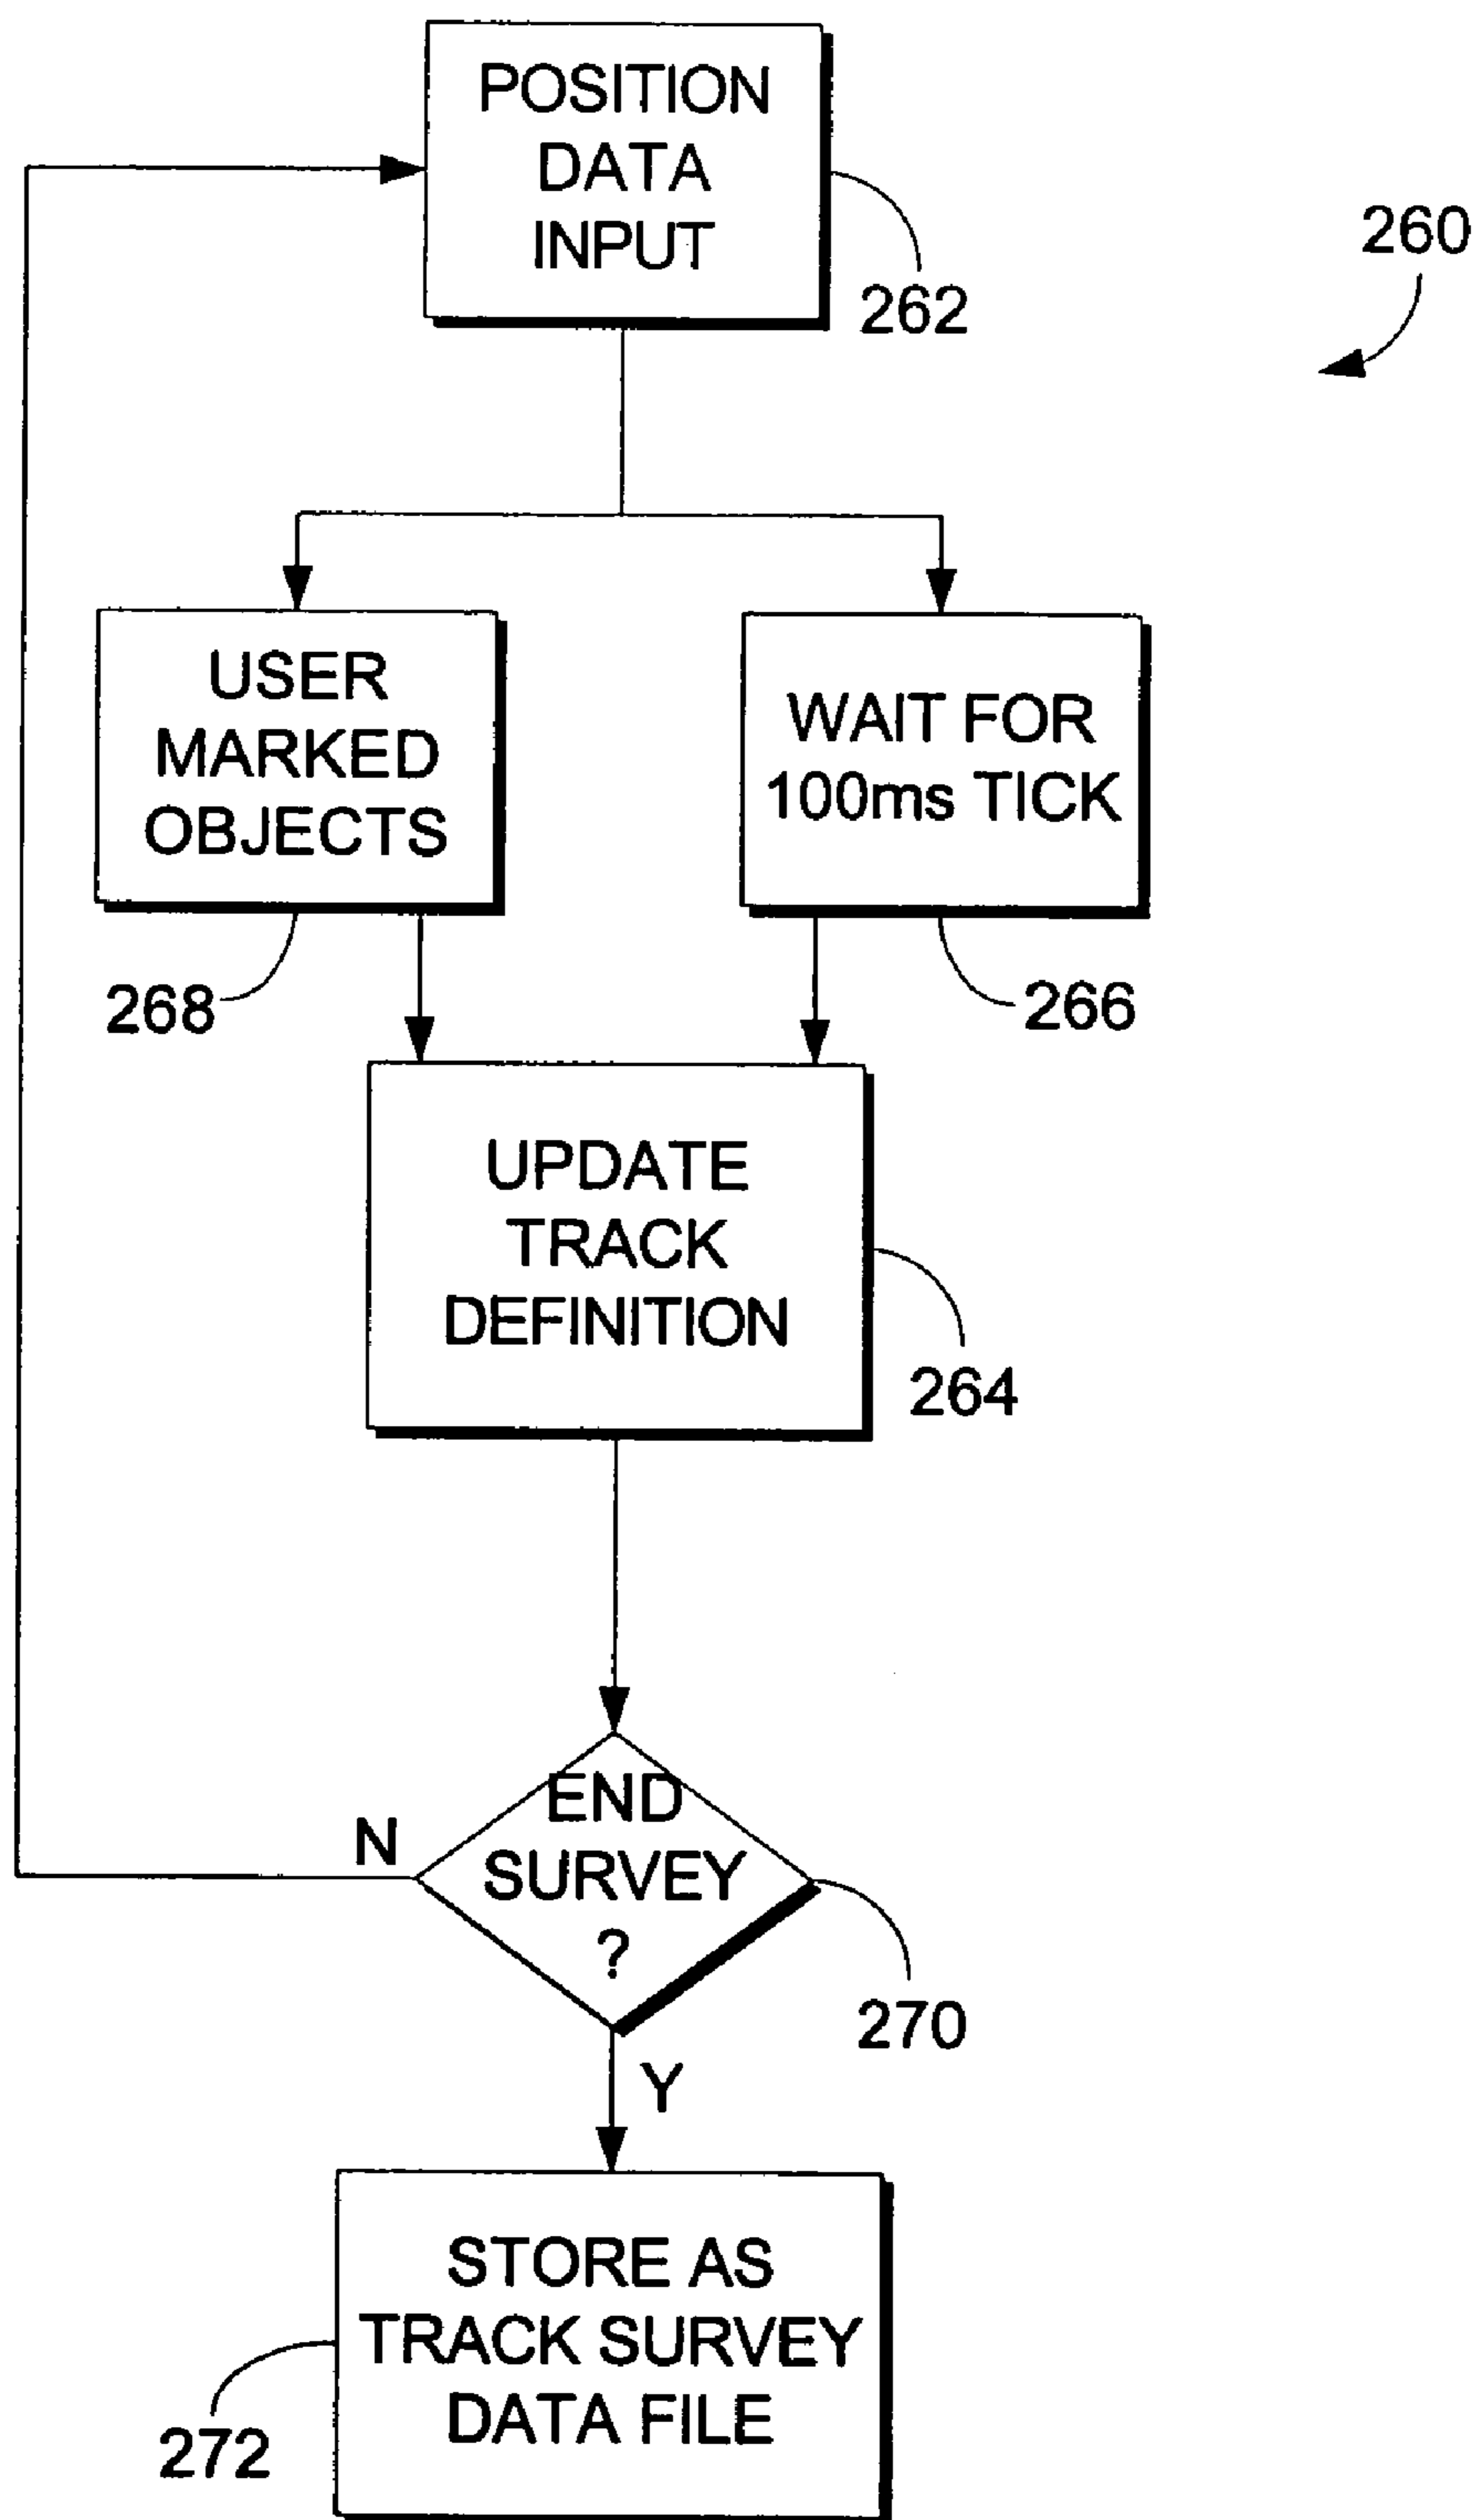 POSITION
DATA
INPUT
262
260
USER
MARKED
OBJECTS
268
WAIT FOR
100ms TICK
266
UPDATE
TRACK
DEFINITION
264
END
SURVEY
?
N
270
Y
STORE AS
TRACK SURVEY
DATA FILE
272